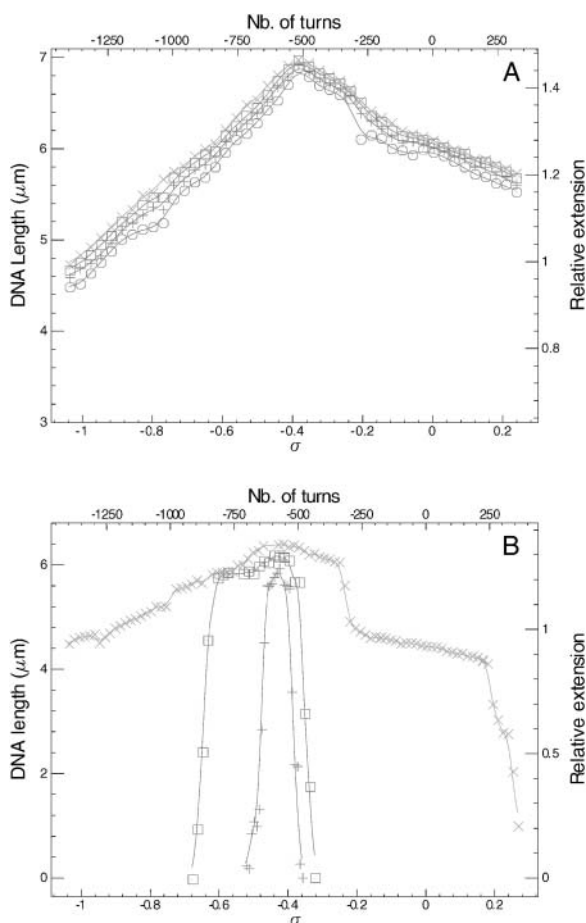 Nb. of turns
-1250 -1000 -750 -500 -250 0 250
A
7
6
5
4
3
DNA Length (μm)
1.4
1.2
1
0.8
Relative extension
-1 -0.8 -0.6 -0.4 -0.2 0 0.2
σ
Nb. of turns
-1250 -1000 -750 -500 -250 0 250
B
6
4
2
0
DNA length (μm)
1
0.5
0
Relative extension
-1 -0.8 -0.6 -0.4 -0.2 0 0.2
σ